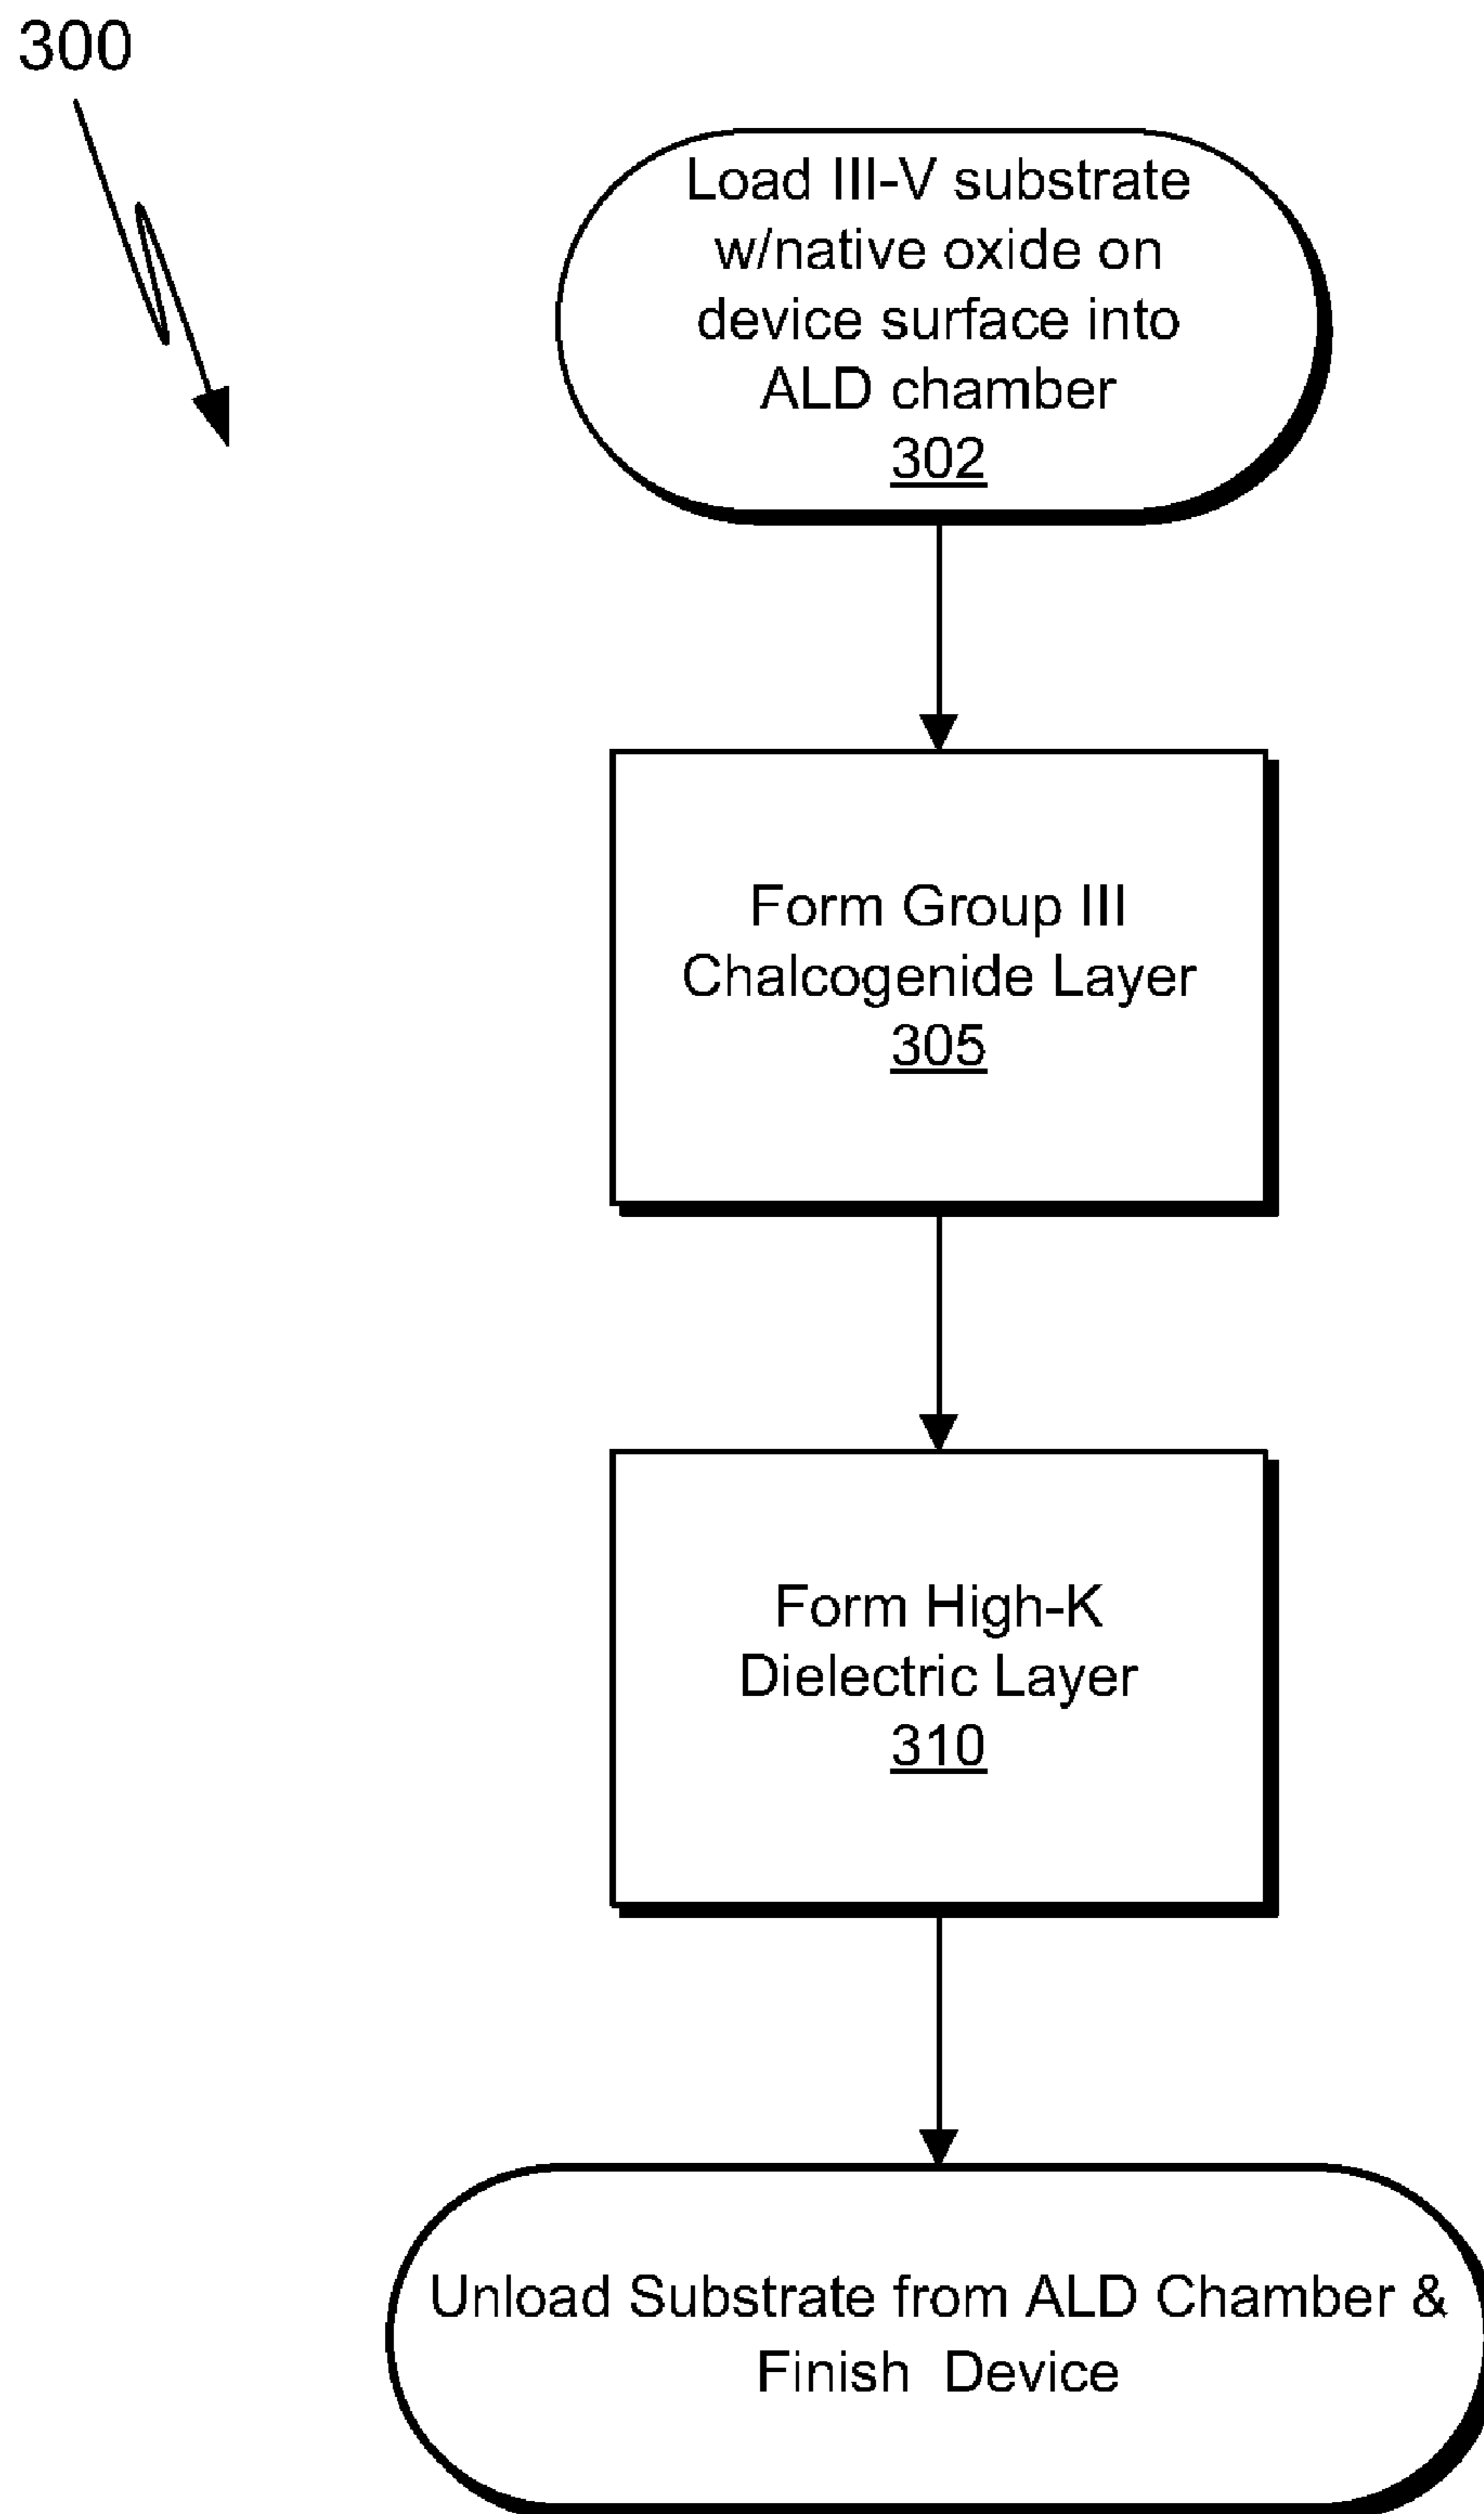 300
Load III-V substrate
w/native oxide on
device surface into
ALD chamber
302
Form Group III
Chalcogenide Layer
305
Form High-K
Dielectric Layer
310
Unload Substrate from ALD Chamber &
Finish Device